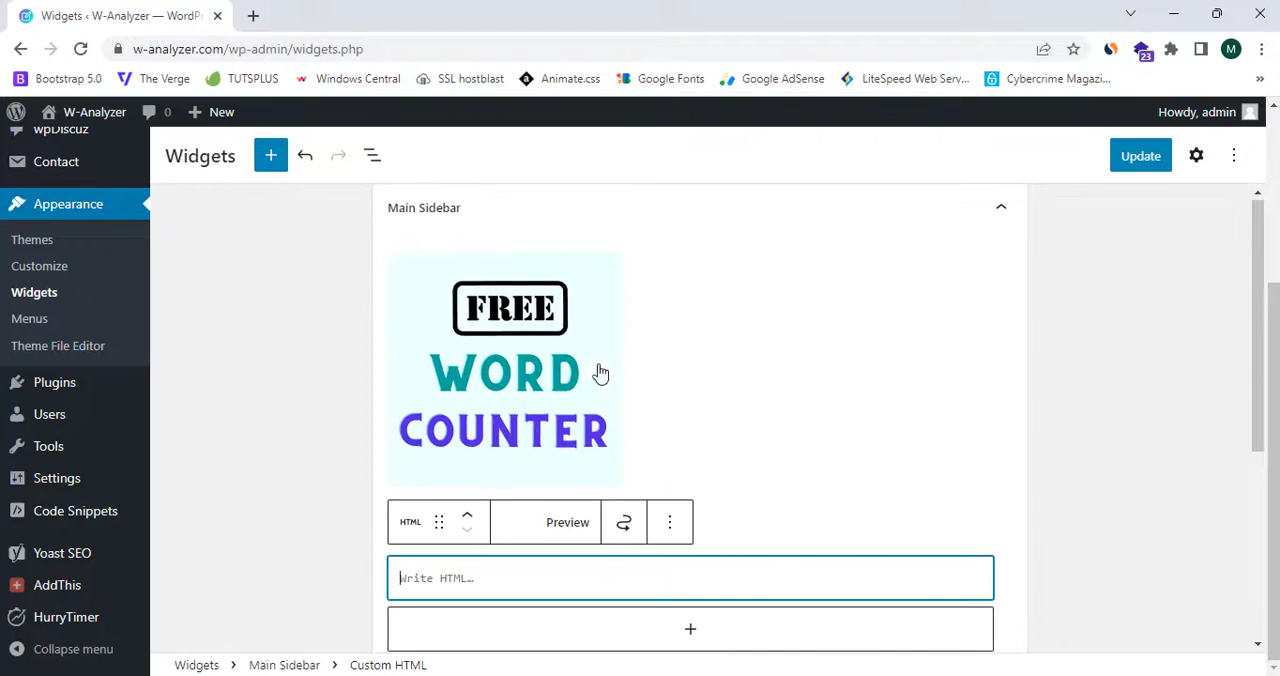 Widgets ‹ W-Analyzer — WordPr
w-analyzer.com/wp-admin/widgets.php
23
M
B Bootstrap 5.0
The Verge
TUTSPLUS
Windows Central
SSL hostblast
Animate.css
Google Fonts
Google AdSense
LiteSpeed Web Serv...
Cybercrime Magazi...
»
W-Analyzer
0
New
Howdy, admin
wpDiscuz
Contact
Appearance
Themes
Customize
Widgets
Menus
Theme File Editor
Plugins
Users
Tools
Settings
Code Snippets
Yoast SEO
AddThis
HurryTimer
Collapse menu
Widgets
Update
Main Sidebar
FREE
WORD
COUNTER
HTML
Preview
Write HTML…
Widgets > Main Sidebar > Custom HTML